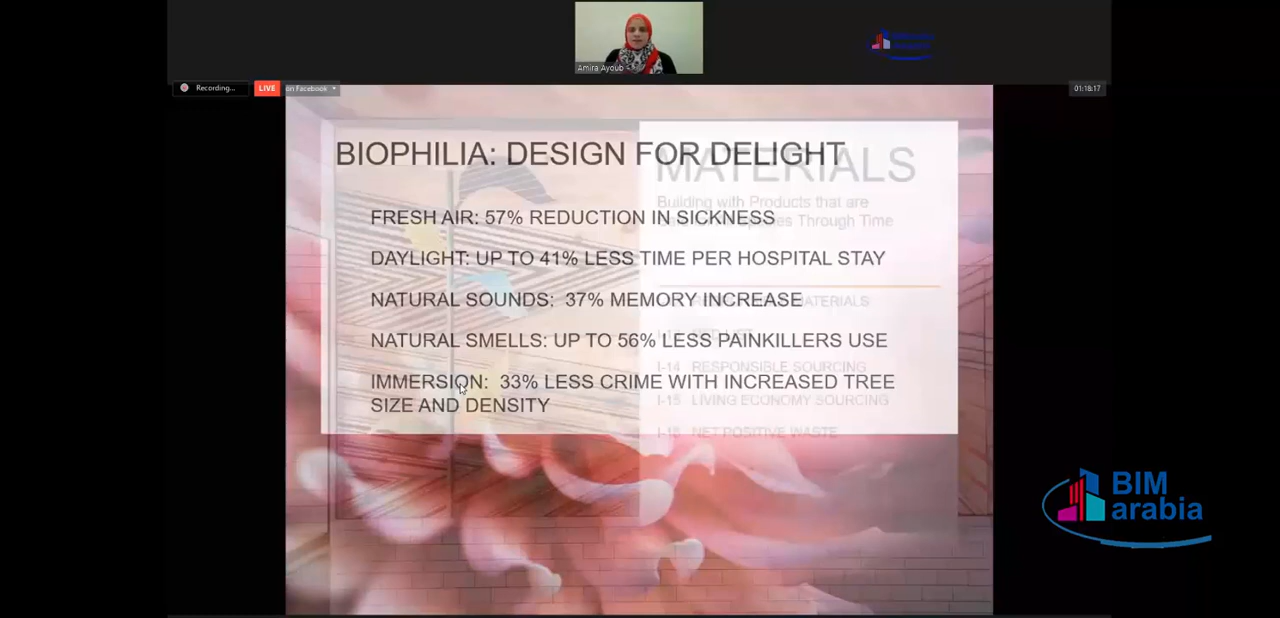 BIM
arabia
Amira Ayoub
Recording...
LIVE
on Facebook
01:18:17
BIOPHILIA: DESIGN FOR DELIGHT
FRESH AIR: 57% REDUCTION IN SICKNESS
DAYLIGHT: UP TO 41% LESS TIME PER HOSPITAL STAY
NATURAL SOUNDS: 37% MEMORY INCREASE
NATURAL SMELLS: UP TO 56% LESS PAINKILLERS USE
IMMERSION: 33% LESS CRIME WITH INCREASED TREE
SIZE AND DENSITY
MATERIALS
Building with Products that are
Through Time
MATERIALS
I-14 RESPONSIBLE SOURCING
I-15 LIVING ECONOMY SOURCING
NET POSITIVE WASTE
BIM
arabia